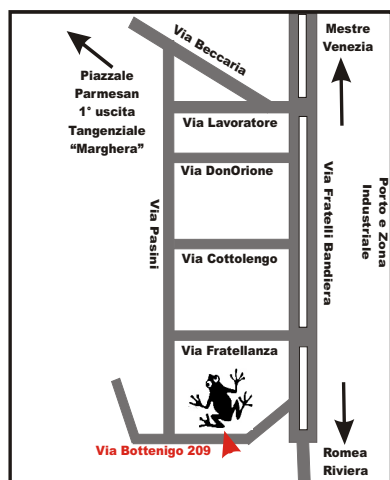 Via Beccaria
Mestre
Venezia
Piazzale
Parmesan
1° uscita
Tangenziale
“Marghera”
Via Lavoratore
Via DonOrione
Via Pasini
Via Fratelli Bandiera
Porto e Zona
Industriale
Via Cottolengo
Via Fratellanza
Via Bottenigo 209
Romea
Riviera